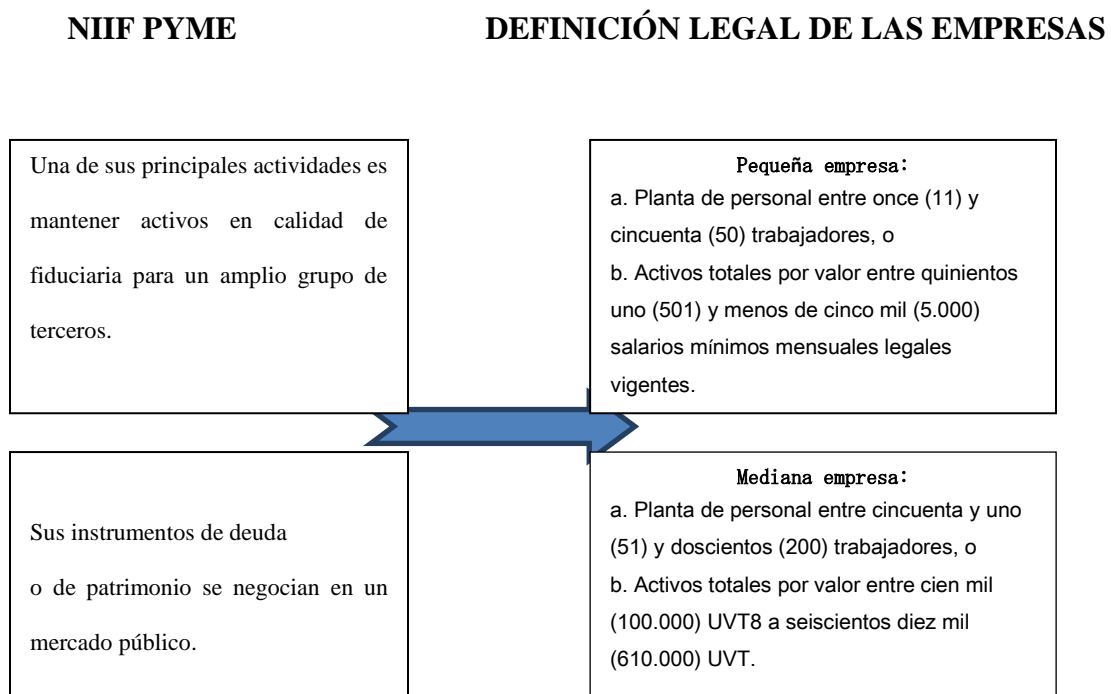 NIIF PYME
DEFINICIÓN LEGAL DE LAS EMPRESAS
Una de sus principales actividades es
mantener activos en calidad de
fiduciaria para un amplio grupo de
terceros.
Pequeña empresa:
a. Planta de personal entre once (11) y
cincuenta (50) trabajadores, o
b. Activos totales por valor entre quinientos
uno (501) y menos de cinco mil (5.000)
salarios mínimos mensuales legales
vigentes.
Sus instrumentos de deuda
o de patrimonio se negocian en un
mercado público.
Mediana empresa:
a. Planta de personal entre cincuenta y uno
(51) y doscientos (200) trabajadores, o
b. Activos totales por valor entre cien mil
(100.000) UVT8 a seiscientos diez mil
(610.000) UVT.